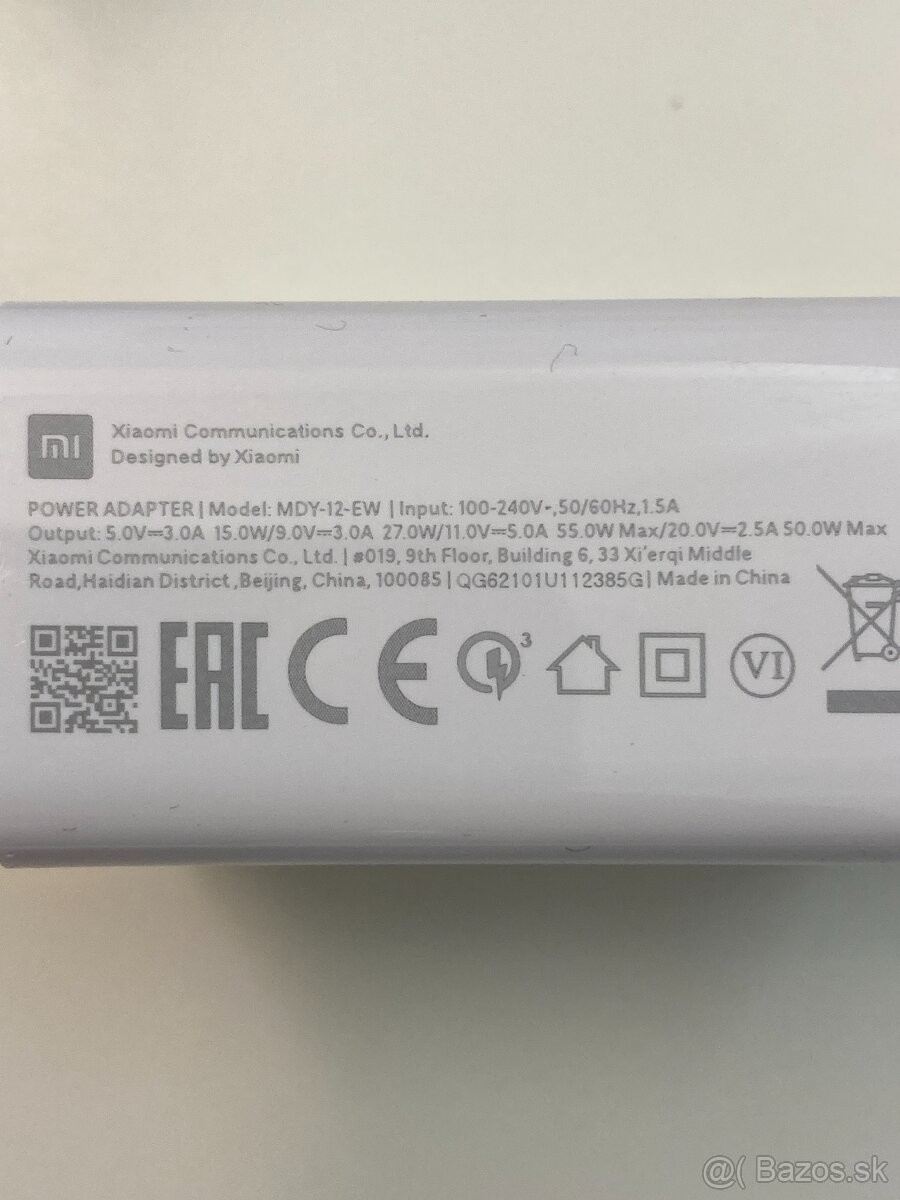 mi
Xiaomi Communications Co., Ltd.
Designed by Xiaomi
POWER ADAPTER | Model: MDY-12-EW | Input: 100-240V~,50/60Hz,1.5A
Output: 5.0V⎓3.0A 15.0W/9.0V⎓3.0A 27.0W/11.0V⎓5.0A 55.0W Max/20.0V⎓2.5A 50.0W Max
Xiaomi Communications Co., Ltd. | #019, 9th Floor, Building 6, 33 Xi'erqi Middle
Road,Haidian District,Beijing, China, 100085 | QG62101U112385G | Made in China
EAC CE 3 VI
@( Bazos.sk